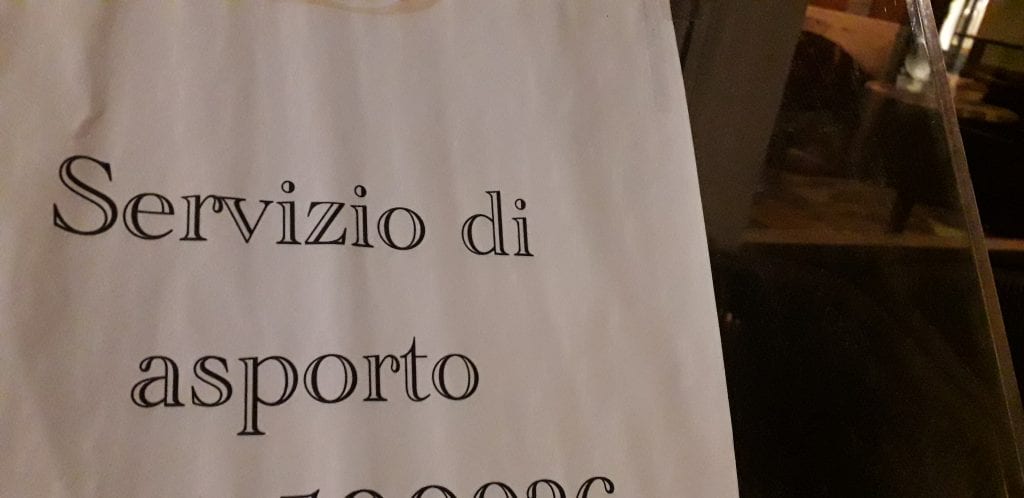 Servizio di
asporto